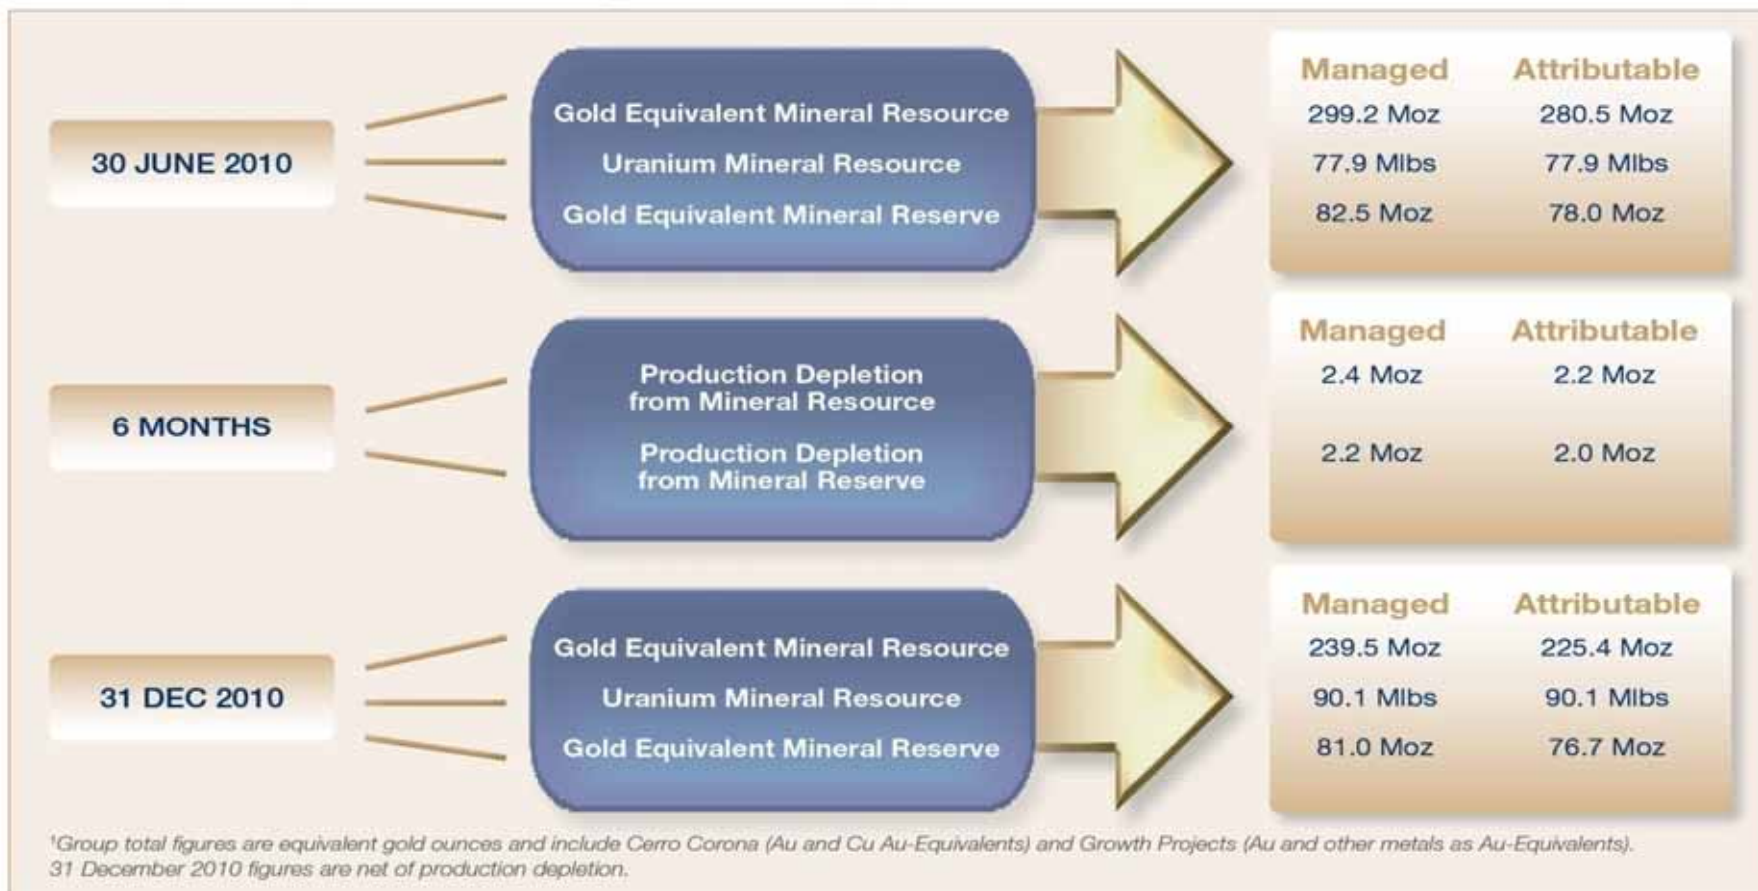 30 JUNE 2010
Gold Equivalent Mineral Resource
Uranium Mineral Resource
Gold Equivalent Mineral Reserve
Managed Attributable
299.2 Moz 280.5 Moz
77.9 Mlbs 77.9 Mlbs
82.5 Moz 78.0 Moz
6 MONTHS
Production Depletion
from Mineral Resource
Production Depletion
from Mineral Reserve
Managed Attributable
2.4 Moz 2.2 Moz
2.2 Moz 2.0 Moz
31 DEC 2010
Gold Equivalent Mineral Resource
Uranium Mineral Resource
Gold Equivalent Mineral Reserve
Managed Attributable
239.5 Moz 225.4 Moz
90.1 Mlbs 90.1 Mlbs
81.0 Moz 76.7 Moz
¹Group total figures are equivalent gold ounces and include Cerro Corona (Au and Cu Au-Equivalents) and Growth Projects (Au and other metals as Au-Equivalents).
31 December 2010 figures are net of production depletion.